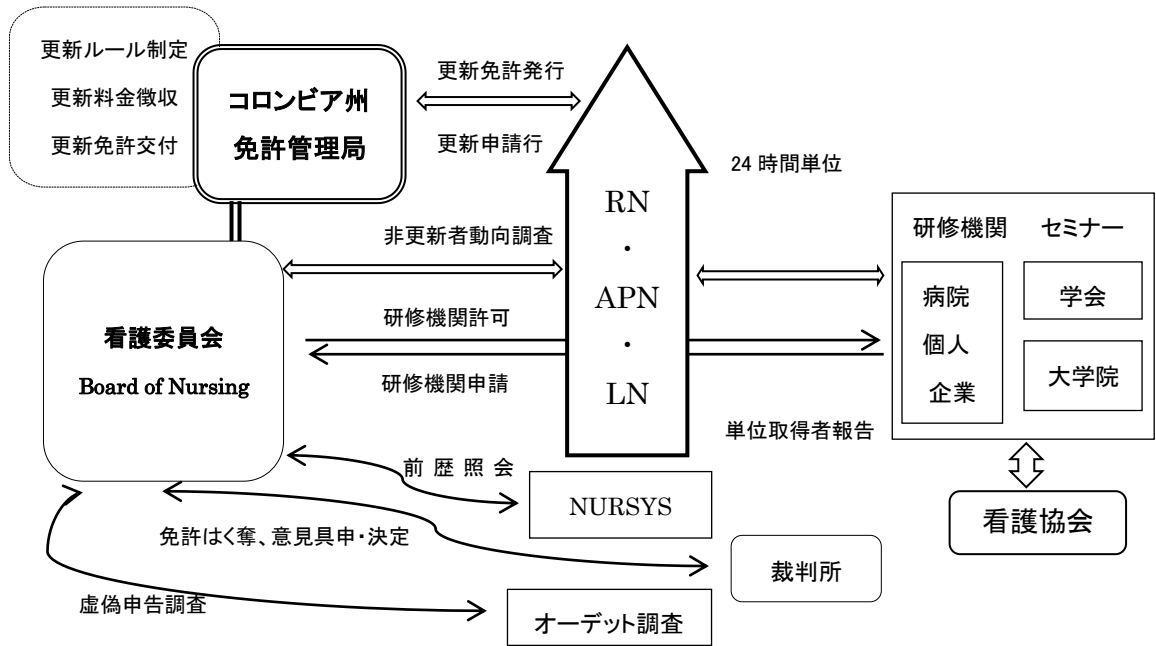 更新ルール制定
更新料金徴収
更新免許交付
コロンビア州
免許管理局
更新免許発行
更新申請行
24 時間単位
RN
・
APN
・
LN
非更新者動向調査
研修機関許可
研修機関申請
看護委員会
Board of Nursing
研修機関
セミナー
病院
個人
企業
学会
大学院
単位取得者報告
前 歴 照 会
NURSYS
看護協会
免許はく奪、意見具申・決定
裁判所
虚偽申告調査
オーデット調査